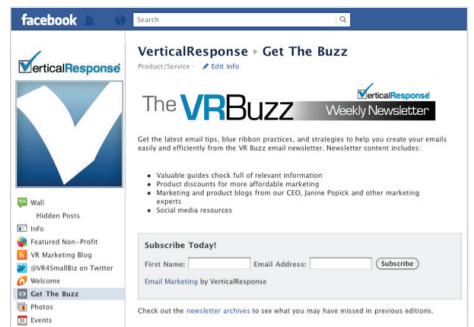 facebook
Search
VerticalResponse
VerticalResponse ▸ Get The Buzz
Product/Service · Edit Info
VerticalResponse
The VRBuzz Weekly Newsletter
Get the latest email tips, blue ribbon practices, and strategies to help you create your emails
easily and efficiently from the VR Buzz email newsletter. Newsletter content includes:
• Valuable guides chock full of relevant information
• Product discounts for more affordable marketing
• Marketing and product blogs from our CEO, Janine Popick and other marketing
experts
• Social media resources
Wall
Hidden Posts
Info
Featured Non-Profit
VR Marketing Blog
@VR4SmallBiz on Twitter
Welcome
Get The Buzz
Photos
Events
Subscribe Today!
First Name: Email Address: Subscribe
Email Marketing by VerticalResponse
Check out the newsletter archives to see what you may have missed in previous editions.